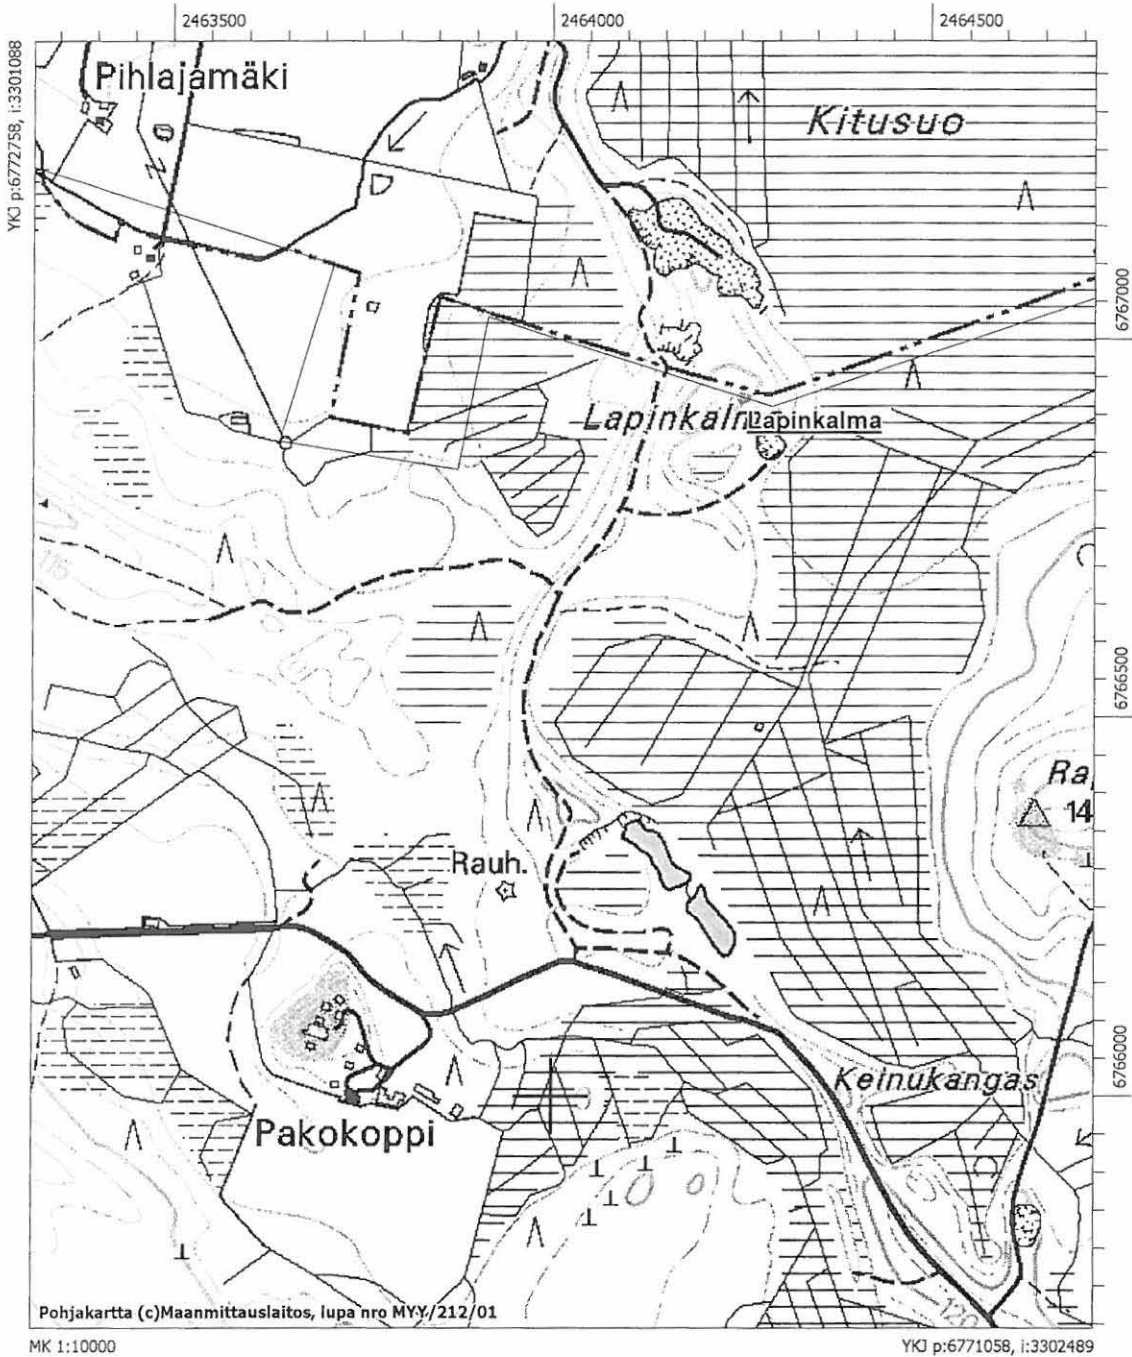 2463500
2464000
2464500
YKJ p:6772758, i:3301088
Pihlajamäki
Kitusuo
6767000
Lapinkalma
Lapinkalma
115
6766500
Ra
14
Rauh.
6766000
Keinukangas
Pakokoppi
120
Pohjakartta (c)Maanmittauslaitos, lupa nro MYY/212/01
MK 1:10000
YKJ p:6771058, i:3302489